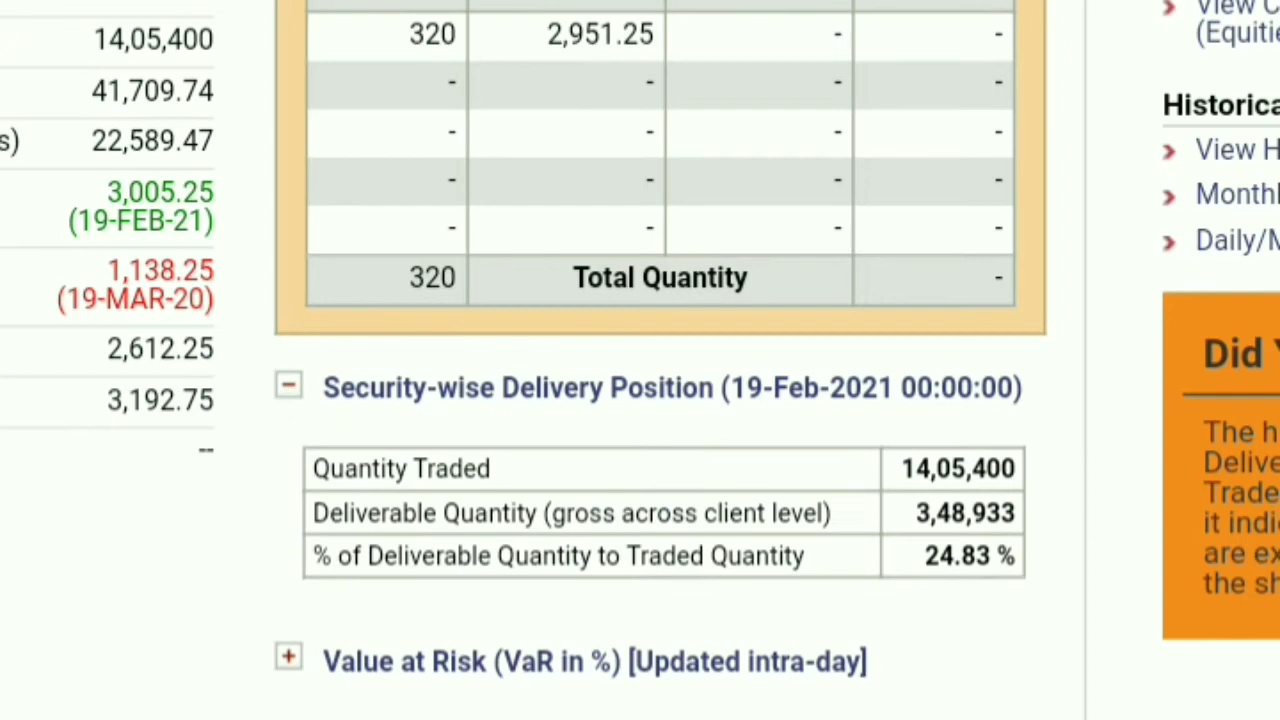 14,05,400
41,709.74
s) 22,589.47
3,005.25
(19-FEB-21)
1,138.25
(19-MAR-20)
2,612.25
3,192.75
--
320 2,951.25 - -
- - - -
- - - -
- - - -
- - - -
320 Total Quantity -
Security-wise Delivery Position (19-Feb-2021 00:00:00)
Quantity Traded 14,05,400
Deliverable Quantity (gross across client level) 3,48,933
% of Deliverable Quantity to Traded Quantity 24.83 %
Value at Risk (VaR in %) [Updated intra-day]
View C
(Equitie
Historica
View H
Monthl
Daily/M
Did Y
The h
Delive
Trade
it indi
are ex
the sh